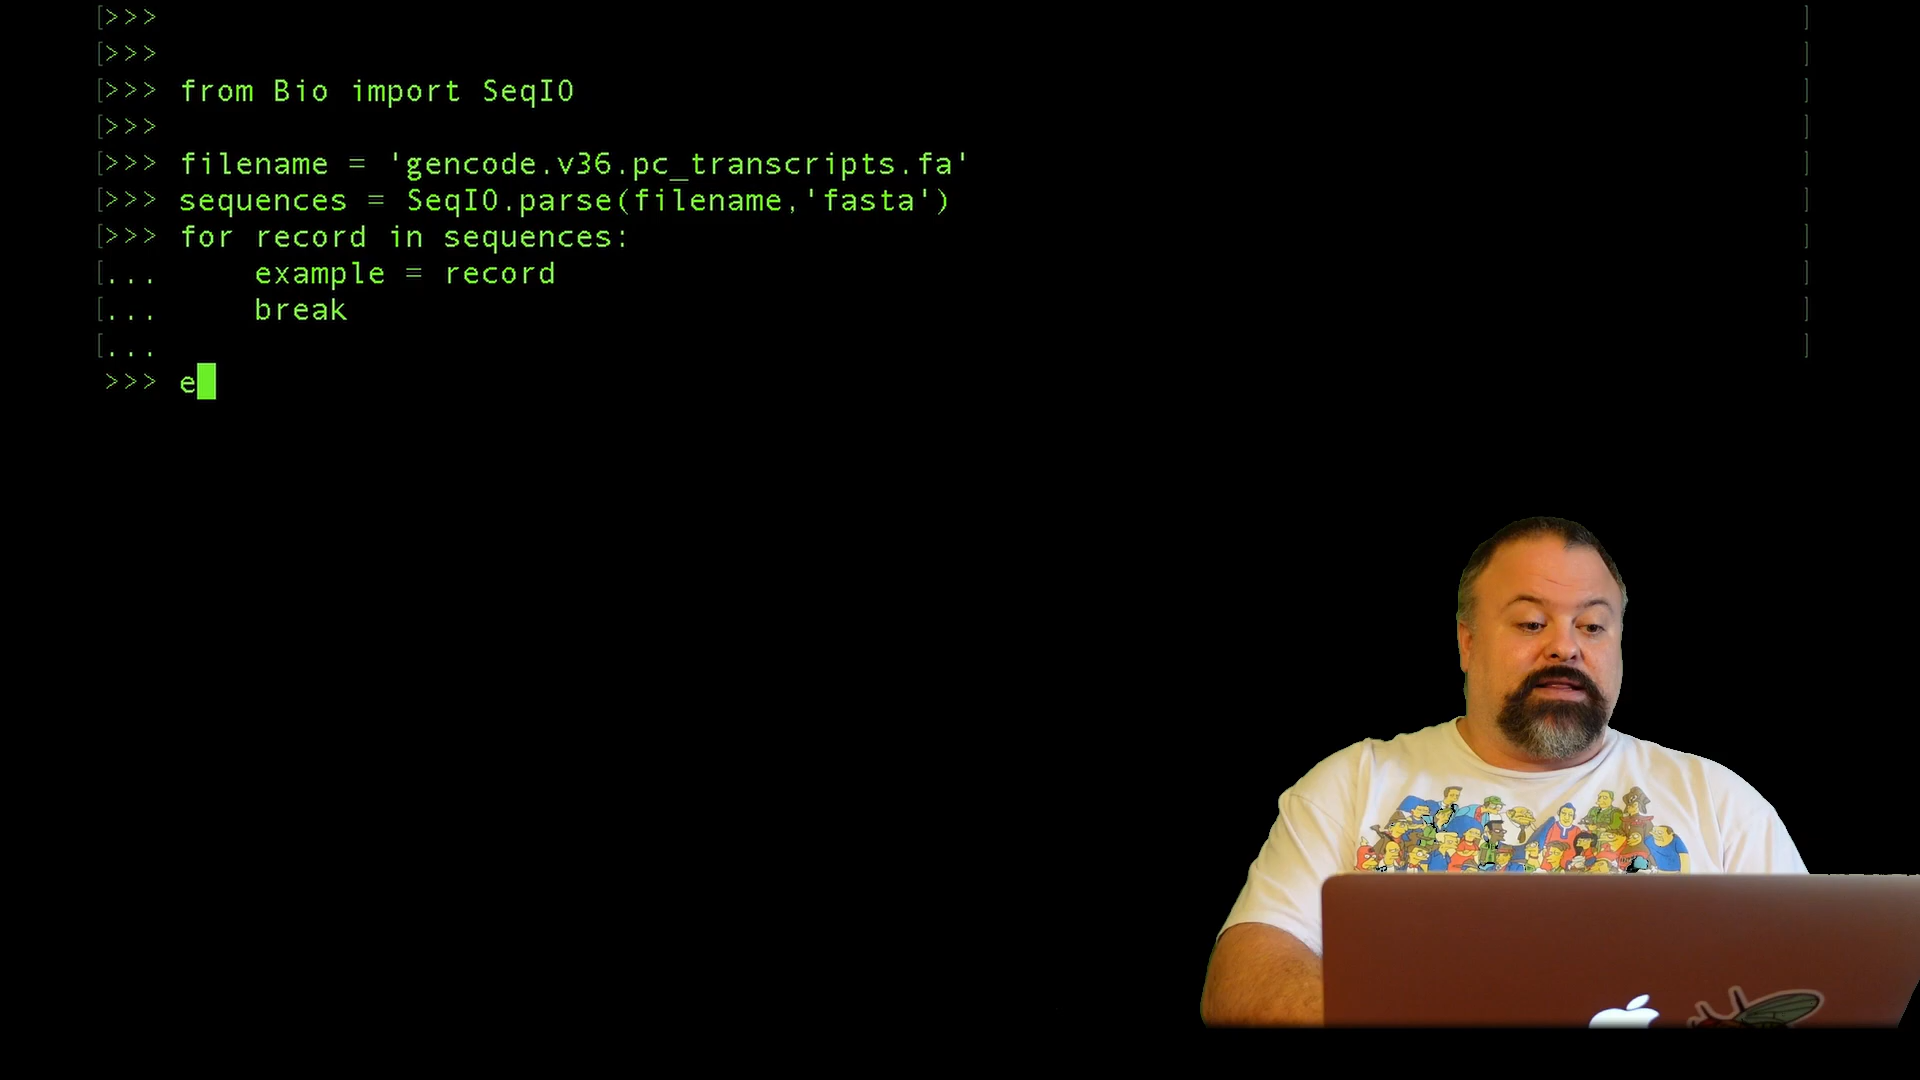 [>>> ]
[>>> ]
[>>> from Bio import SeqIO ]
[>>> ]
[>>> filename = 'gencode.v36.pc_transcripts.fa' ]
[>>> sequences = SeqIO.parse(filename,'fasta') ]
[>>> for record in sequences: ]
[...     example = record ]
[...     break ]
[... ]
>>> e